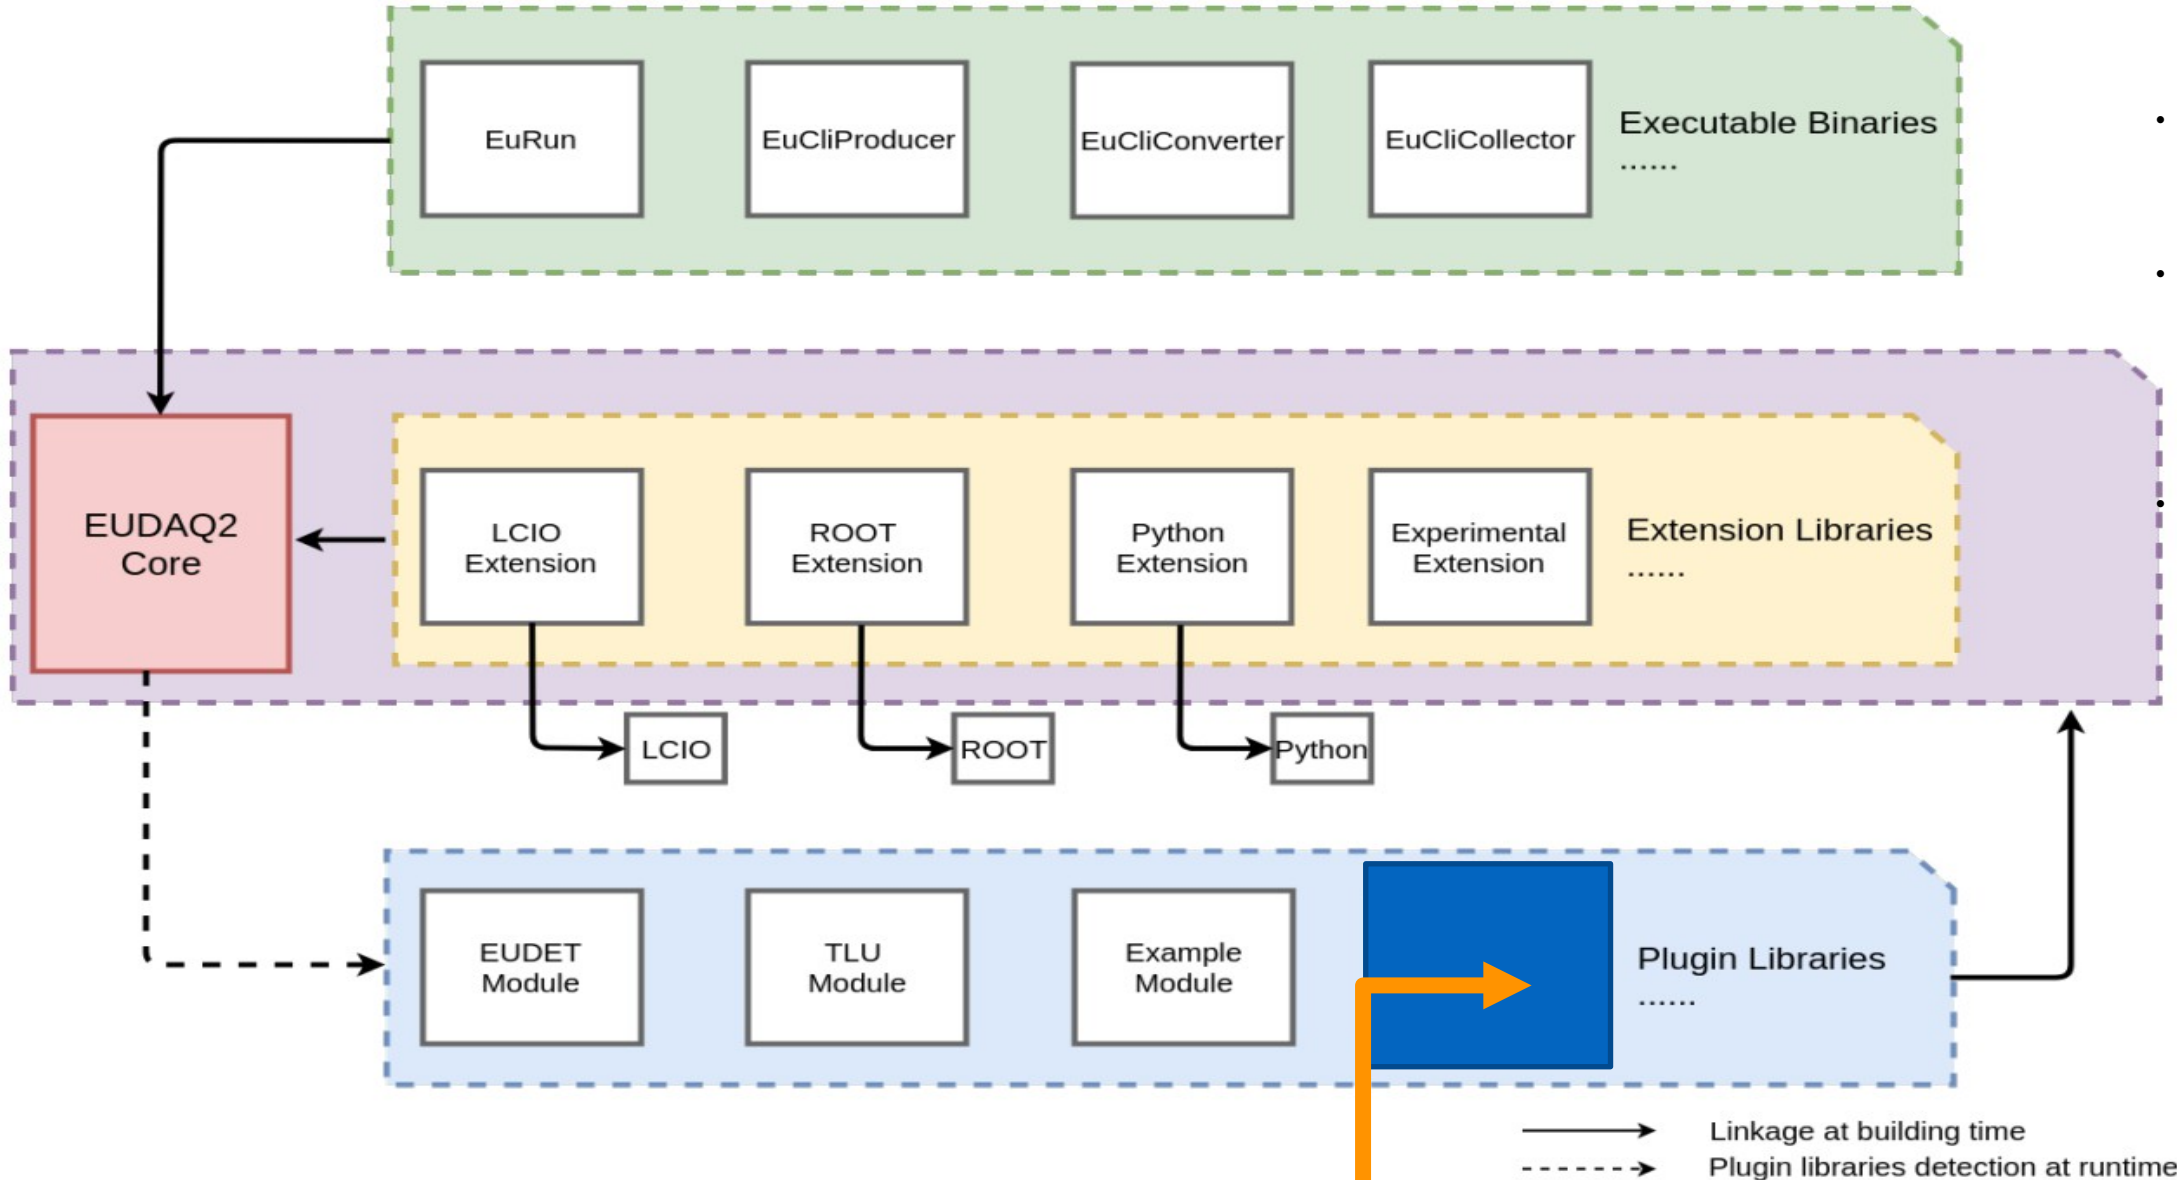 EuRun
EuCliProducer
EuCliConverter
EuCliCollector
Executable Binaries
......
EUDAQ2
Core
LCIO
Extension
ROOT
Extension
Python
Extension
Experimental
Extension
Extension Libraries
......
LCIO
ROOT
Python
EUDET
Module
TLU
Module
Example
Module
Plugin Libraries
......
Linkage at building time
Plugin libraries detection at runtime